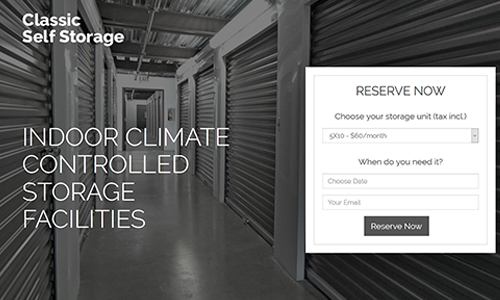 Classic
Self Storage
EXIT
INDOOR CLIMATE
CONTROLLED
STORAGE
FACILITIES
RESERVE NOW
Choose your storage unit (tax incl.)
5X10 - $60/month
When do you need it?
Choose Date
Your Email
Reserve Now